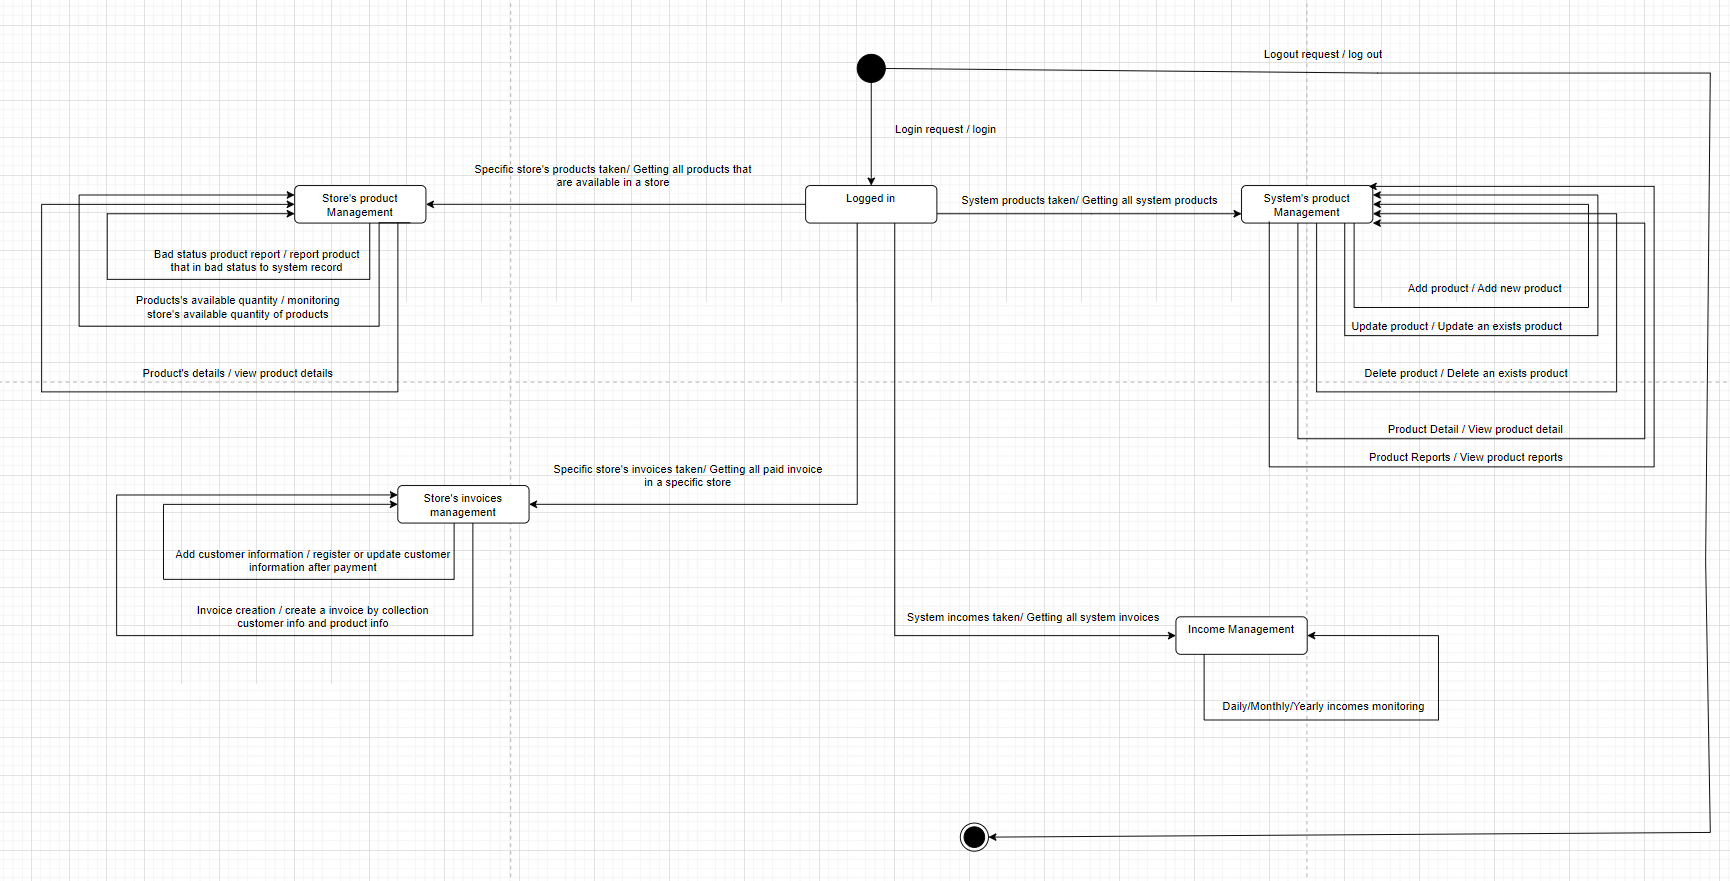 Logout request / log out
Login request / login
Specific store's products taken/ Getting all products that
are available in a store
Store's product
Management
Logged in
System products taken/ Getting all system products
System's product
Management
Bad status product report / report product
that in bad status to system record
Products's available quantity / monitoring
store's available quantity of products
Product's details / view product details
Add product / Add new product
Update product / Update an exists product
Delete product / Delete an exists product
Product Detail / View product detail
Product Reports / View product reports
Specific store's invoices taken/ Getting all paid invoice
in a specific store
Store's invoices
management
Add customer information / register or update customer
information after payment
Invoice creation / create a invoice by collection
customer info and product info
System incomes taken/ Getting all system invoices
Income Management
Daily/Monthly/Yearly incomes monitoring